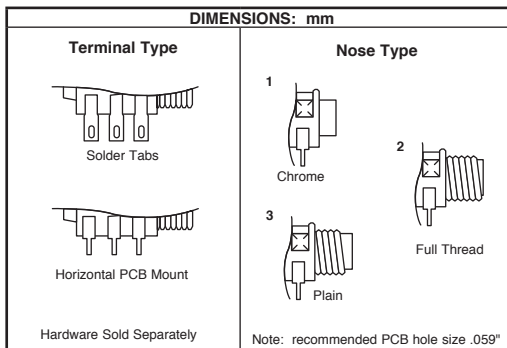 DIMENSIONS: mm
Terminal Type
Solder Tabs
Horizontal PCB Mount
Hardware Sold Separately
Nose Type
1
Chrome
2
Full Thread
3
Plain
Note: recommended PCB hole size .059"